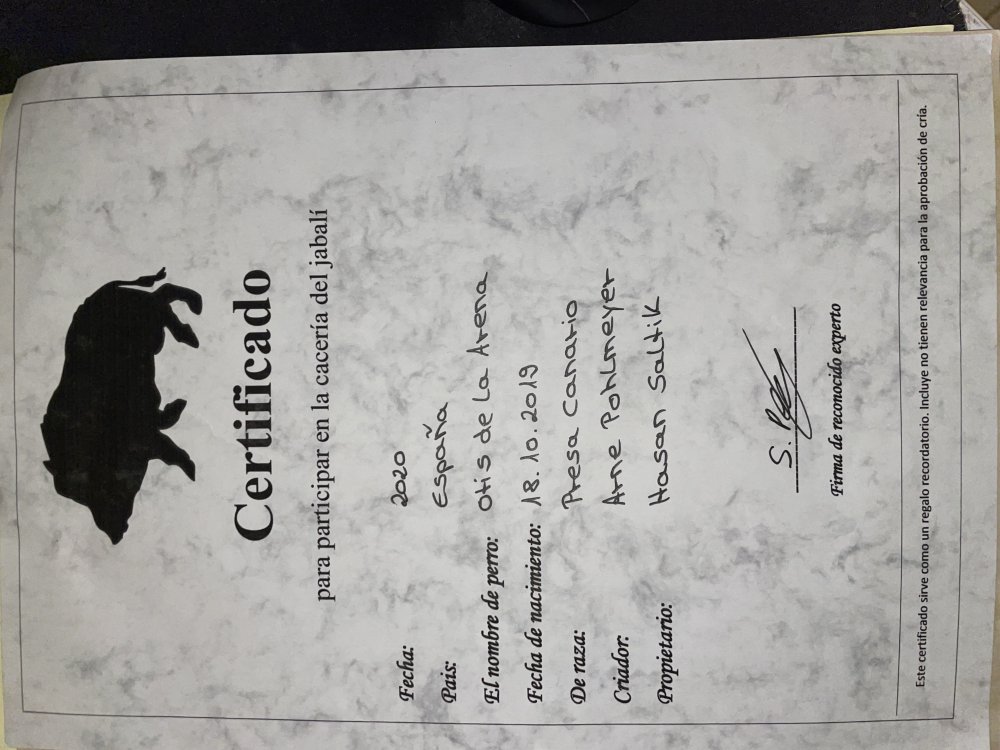 Certificado
para participar en la cacería del jabalí
Fecha: 2020
Pais: España
El nombre de perro: Otis de La Arena
Fecha de nacimiento: 18.10.2019
De raza: Presa Canario
Criador: Arne Pohlmeyer
Propietario: Hasan Saltik
S.
Firma de reconocido experto
Este certificado sirve como un regalo recordatorio. Incluye no tienen relevancia para la aprobación de cría.